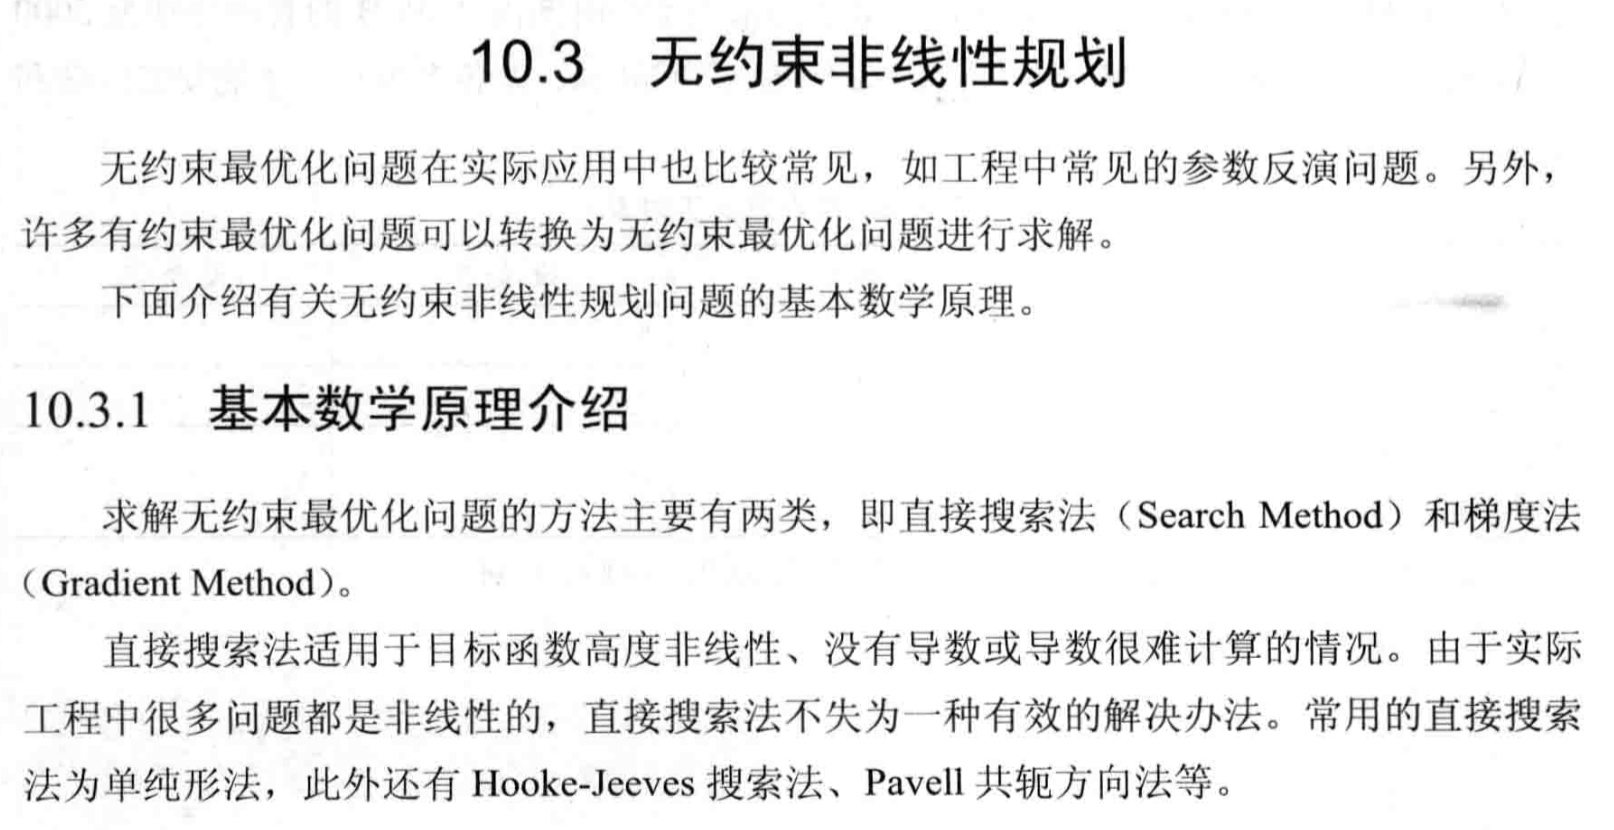 10.3 无约束非线性规划
无约束最优化问题在实际应用中也比较常见，如工程中常见的参数反演问题。另外，
许多有约束最优化问题可以转换为无约束最优化问题进行求解。
下面介绍有关无约束非线性规划问题的基本数学原理。
10.3.1 基本数学原理介绍
求解无约束最优化问题的方法主要有两类，即直接搜索法（Search Method）和梯度法
（Gradient Method）。
直接搜索法适用于目标函数高度非线性、没有导数或导数很难计算的情况。由于实际
工程中很多问题都是非线性的，直接搜索法不失为一种有效的解决办法。常用的直接搜索
法为单纯形法，此外还有 Hooke-Jeeves 搜索法、Pavell 共轭方向法等。